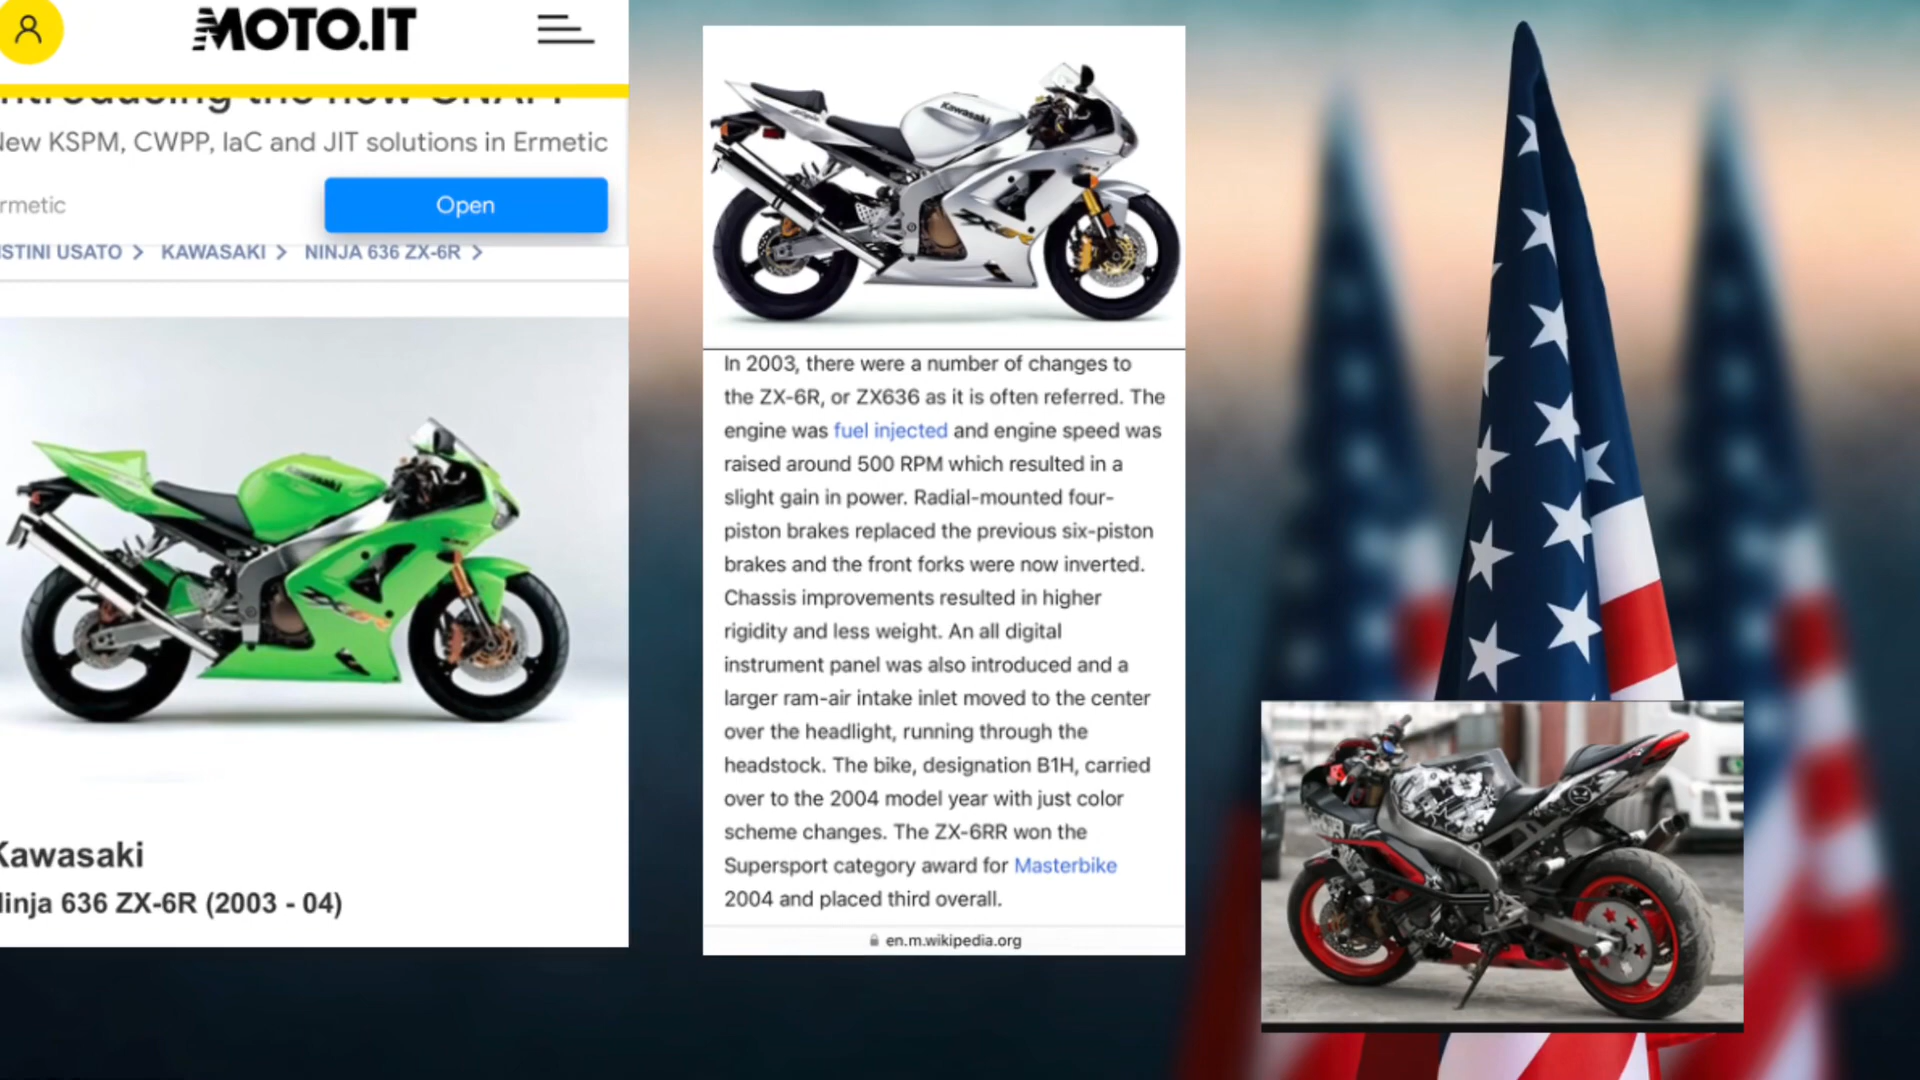 MOTO.IT
New KSPM, CWPP, IaC and JIT solutions in Ermetic
rmetic
Open
STINI USATO > KAWASAKI > NINJA 636 ZX-6R >
Kawasaki
Kawasaki
Ninja 636 ZX-6R (2003 - 04)
Kawasaki
In 2003, there were a number of changes to
the ZX-6R, or ZX636 as it is often referred. The
engine was fuel injected and engine speed was
raised around 500 RPM which resulted in a
slight gain in power. Radial-mounted four-
piston brakes replaced the previous six-piston
brakes and the front forks were now inverted.
Chassis improvements resulted in higher
rigidity and less weight. An all digital
instrument panel was also introduced and a
larger ram-air intake inlet moved to the center
over the headlight, running through the
headstock. The bike, designation B1H, carried
over to the 2004 model year with just color
scheme changes. The ZX-6RR won the
Supersport category award for Masterbike
2004 and placed third overall.
en.m.wikipedia.org